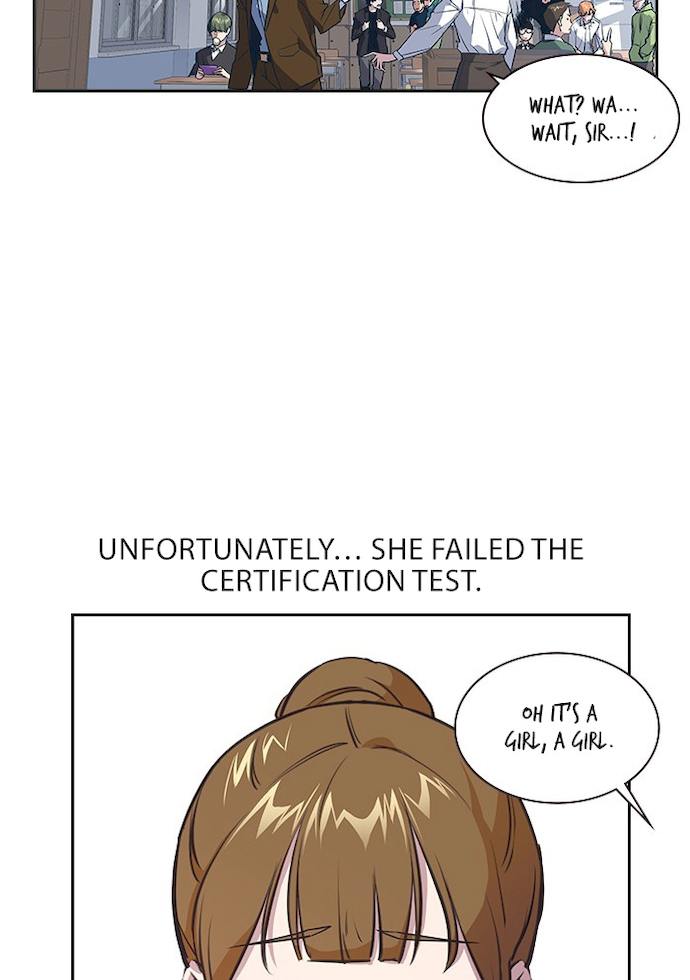 WHAT? WA...
WAIT, SIR...!
UNFORTUNATELY... SHE FAILED THE
CERTIFICATION TEST.
OH IT'S A
GIRL, A GIRL.